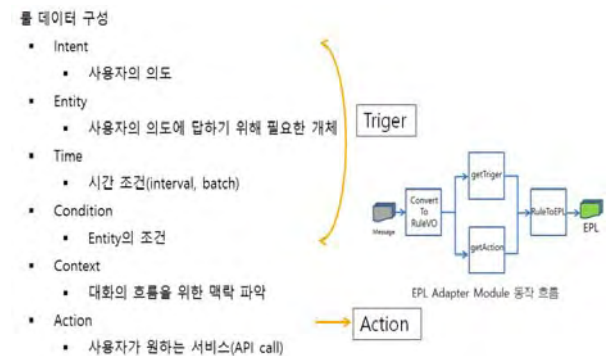 룰 데이터 구성
▪ Intent
▪ 사용자의 의도
▪ Entity
▪ 사용자의 의도에 답하기 위해 필요한 개체
▪ Time
▪ 시간 조건(interval, batch)
▪ Condition
▪ Entity의 조건
▪ Context
▪ 대화의 흐름을 위한 맥락 파악
▪ Action
▪ 사용자가 원하는 서비스(API call)
Triger
Action
Message
Convert
To
RuleVO
getTriger
getAction
RuleToEPL
EPL
EPL Adapter Module 동작 흐름